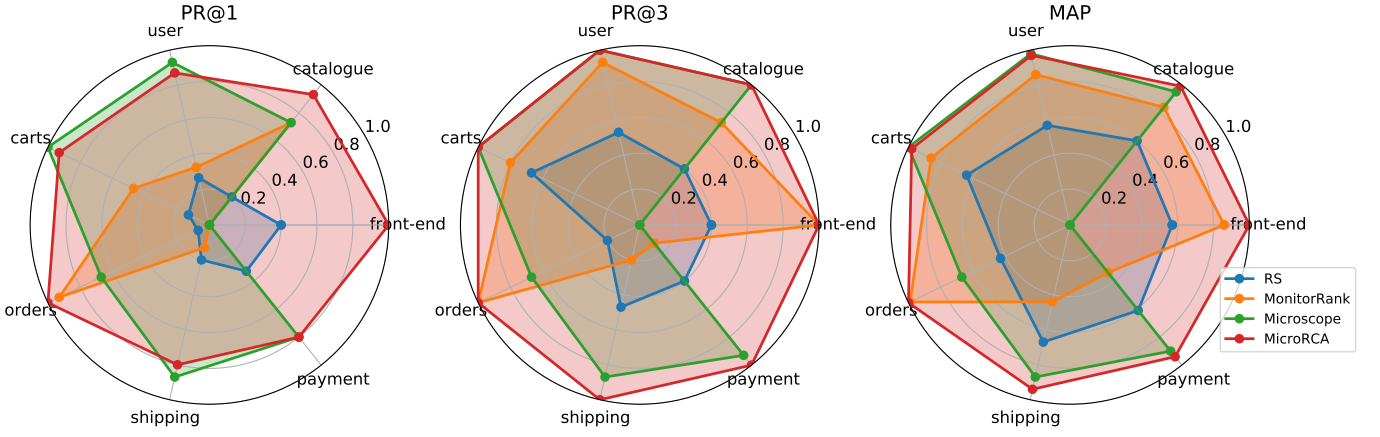 PR@1
user
catalogue
carts
1.0
0.8
0.6
0.4
0.2
front-end
orders
payment
shipping
PR@3
user
catalogue
carts
1.0
0.8
0.6
0.4
0.2
front-end
orders
payment
shipping
MAP
user
catalogue
carts
1.0
0.8
0.6
0.4
0.2
front-end
orders
payment
shipping
RS
MonitorRank
Microscope
MicroRCA